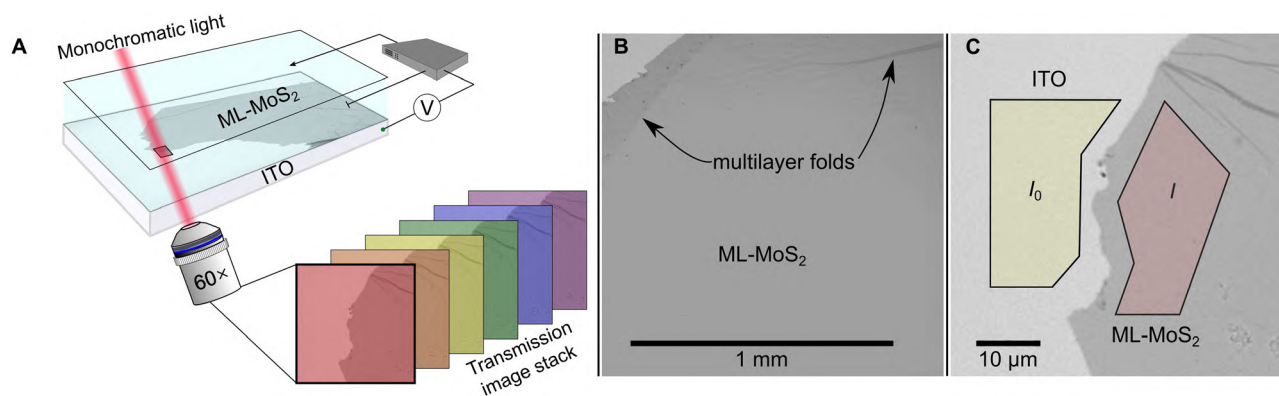 A
Monochromatic light
ML-MoS₂
V
ITO
60×
Transmission
image stack
B
multilayer folds
ML-MoS₂
1 mm
C
ITO
I₀
I
ML-MoS₂
10 µm